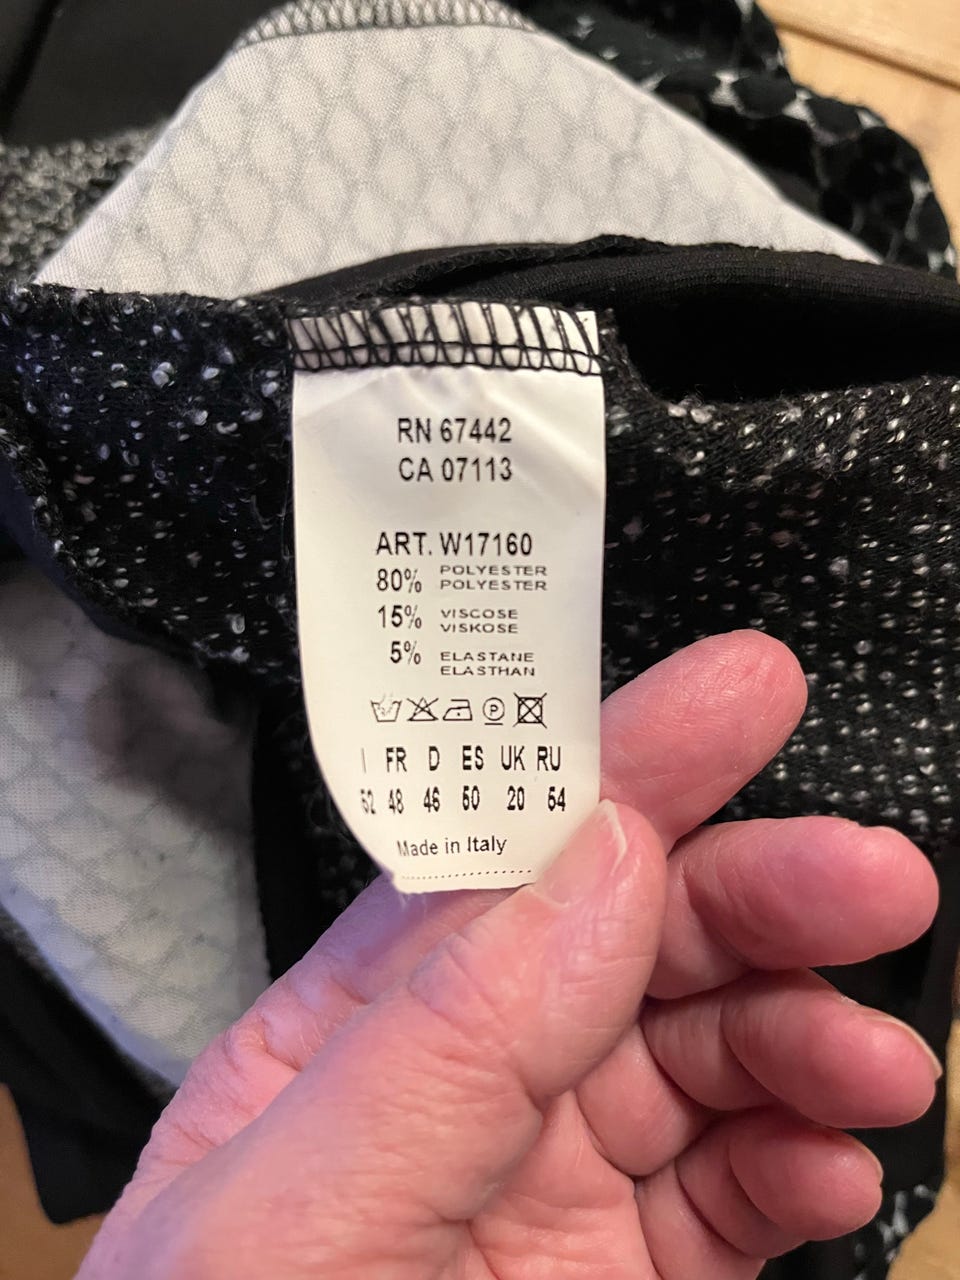 RN 67442
CA 07113
ART. W17160
80% POLYESTER
POLYESTER
15% VISCOSE
VISKOSE
5% ELASTANE
ELASTHAN
P
I FR D ES UK RU
52 48 46 50 20 54
Made in Italy